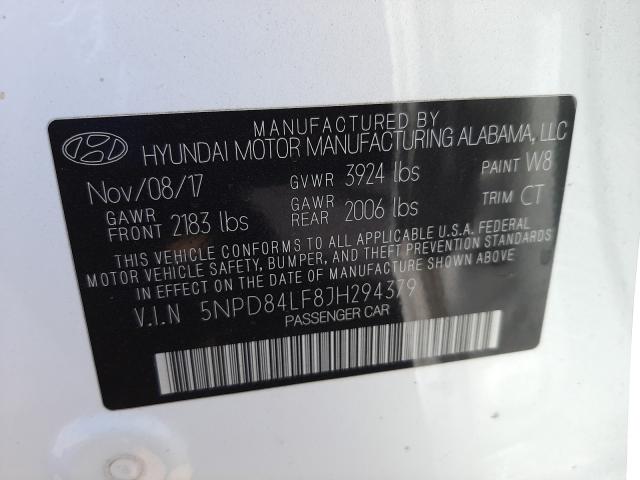 MANUFACTURED BY
HYUNDAI MOTOR MANUFACTURING ALABAMA, LLC
Nov/08/17 GVWR 3924 lbs PAINT W8
GAWR FRONT 2183 lbs GAWR REAR 2006 lbs TRIM CT
THIS VEHICLE CONFORMS TO ALL APPLICABLE U.S.A. FEDERAL
MOTOR VEHICLE SAFETY, BUMPER, AND THEFT PREVENTION STANDARDS
IN EFFECT ON THE DATE OF MANUFACTURE SHOWN ABOVE.
V.I.N 5NPD84LF8JH294379
PASSENGER CAR